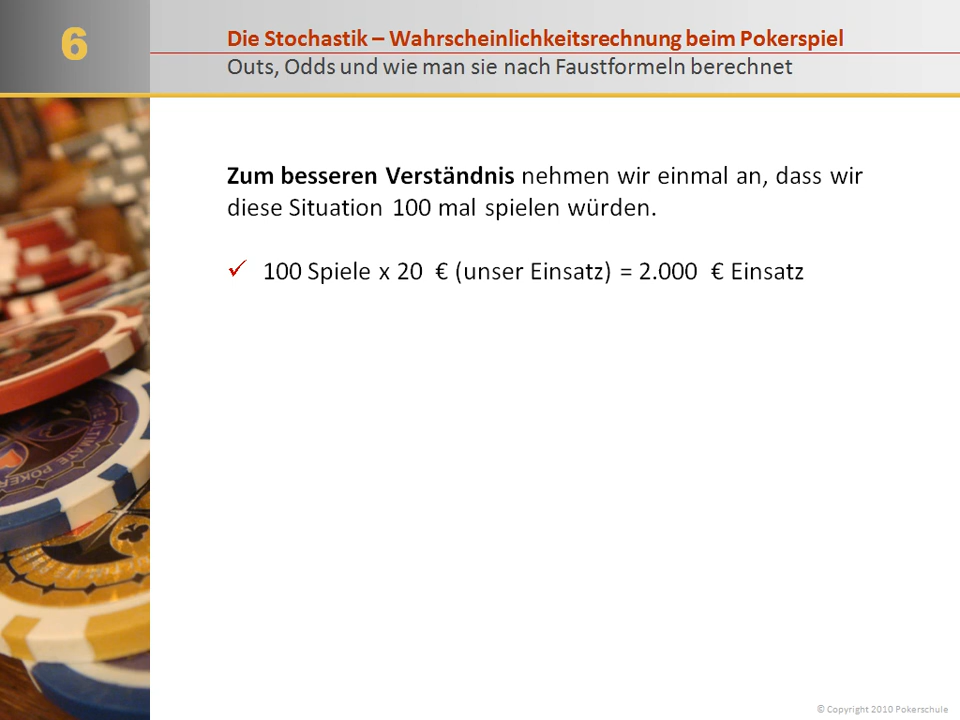 6
Die Stochastik – Wahrscheinlichkeitsrechnung beim Pokerspiel
Outs, Odds und wie man sie nach Faustformeln berechnet
Zum besseren Verständnis nehmen wir einmal an, dass wir
diese Situation 100 mal spielen würden.
✓ 100 Spiele x 20 € (unser Einsatz) = 2.000 € Einsatz
ULTIMATE POKER
© Copyright 2010 Pokerschule